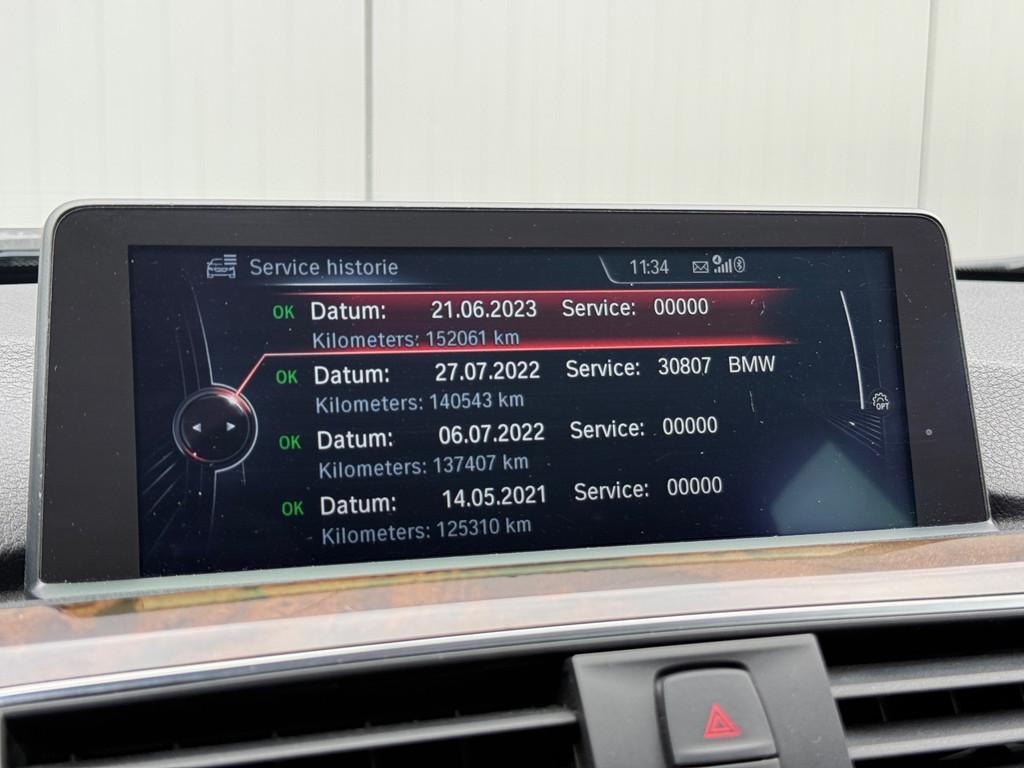 Service historie 11:34
OK Datum: 21.06.2023 Service: 00000
Kilometers: 152061 km
OK Datum: 27.07.2022 Service: 30807 BMW
Kilometers: 140543 km
OK Datum: 06.07.2022 Service: 00000
Kilometers: 137407 km
OPT
OK Datum: 14.05.2021 Service: 00000
Kilometers: 125310 km